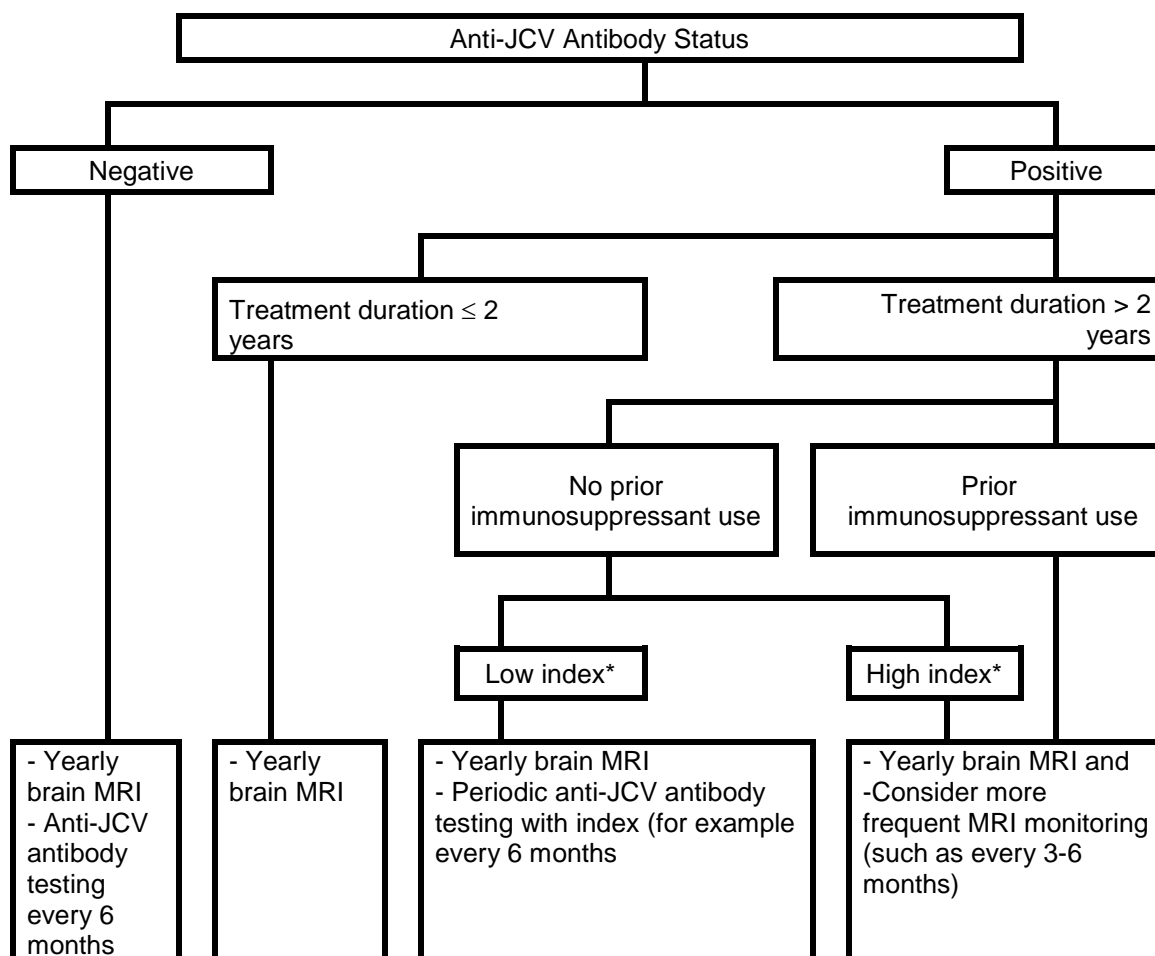 Anti-JCV Antibody Status
Negative
Positive
Treatment duration ≤ 2
years
Treatment duration > 2
years
No prior
immunosuppressant use
Prior
immunosuppressant use
Low index*
High index*
- Yearly
brain MRI
- Anti-JCV
antibody
testing
every 6
months
- Yearly
brain MRI
- Yearly brain MRI
- Periodic anti-JCV antibody
testing with index (for example
every 6 months
- Yearly brain MRI and
-Consider more
frequent MRI monitoring
(such as every 3-6
months)